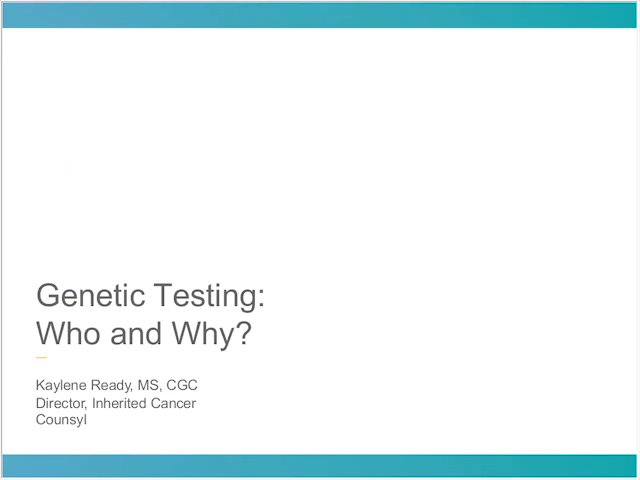 Genetic Testing:
Who and Why?
Kaylene Ready, MS, CGC
Director, Inherited Cancer
Counsyl